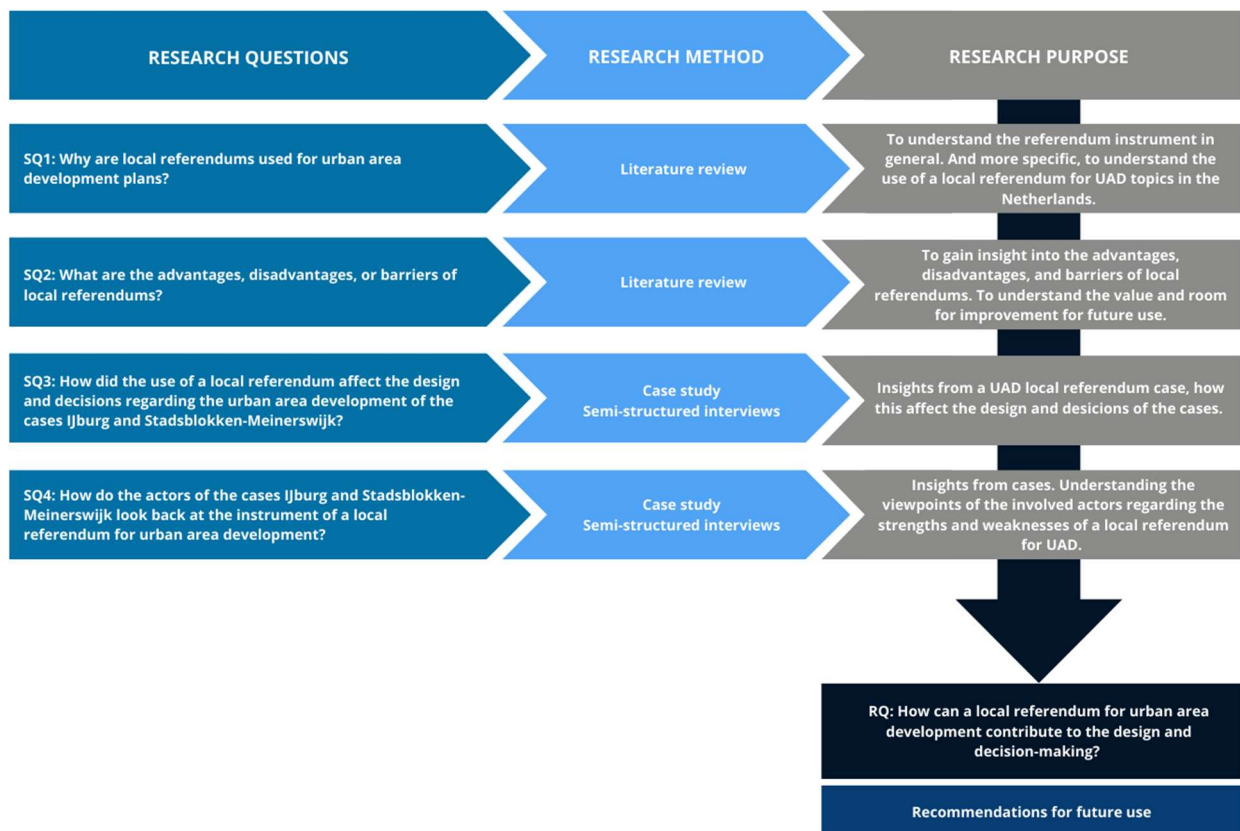 RESEARCH QUESTIONS
RESEARCH METHOD
RESEARCH PURPOSE
SQ1: Why are local referendums used for urban area
development plans?
Literature review
To understand the referendum instrument in
general. And more specific, to understand the
use of a local referendum for UAD topics in the
Netherlands.
SQ2: What are the advantages, disadvantages, or barriers of
local referendums?
Literature review
To gain insight into the advantages,
disadvantages, and barriers of local
referendums. To understand the value and room
for improvement for future use.
SQ3: How did the use of a local referendum affect the design
and decisions regarding the urban area development of the
cases IJburg and Stadsblokken-Meinerswijk?
Case study
Semi-structured interviews
Insights from a UAD local referendum case, how
this affect the design and desicions of the cases.
SQ4: How do the actors of the cases IJburg and Stadsblokken-
Meinerswijk look back at the instrument of a local
referendum for urban area development?
Case study
Semi-structured interviews
Insights from cases. Understanding the
viewpoints of the involved actors regarding the
strengths and weaknesses of a local referendum
for UAD.
RQ: How can a local referendum for urban area
development contribute to the design and
decision-making?
Recommendations for future use